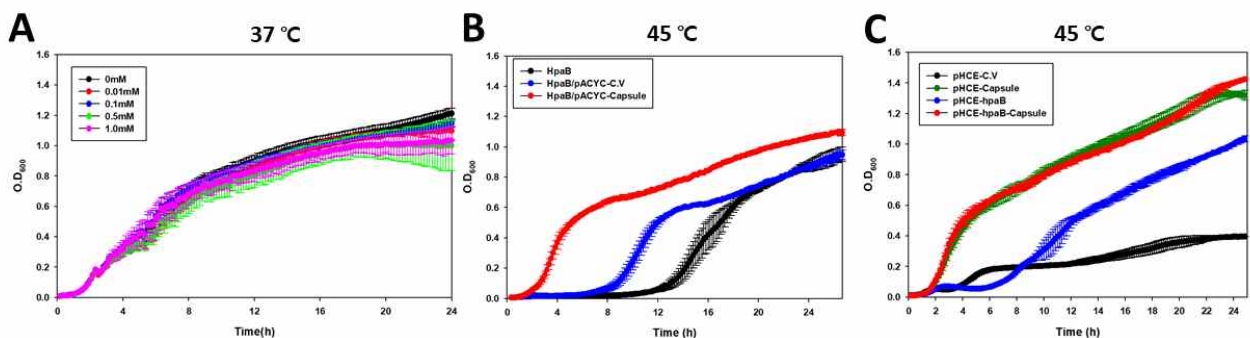 A
37 ℃
1.6
1.4
1.2
1.0
0.8
0.6
0.4
0.2
0.0
O.D600
0mM
0.01mM
0.1mM
0.5mM
1.0mM
0 4 8 12 16 20 24
Time(h)
B
45 ℃
1.6
1.4
1.2
1.0
0.8
0.6
0.4
0.2
0.0
O.D600
HpaB
HpaB/pACYC-C.V
HpaB/pACYC-Capsule
0 4 8 12 16 20 24
Time (h)
C
45 ℃
1.6
1.4
1.2
1.0
0.8
0.6
0.4
0.2
0.0
O.D600
pHCE-C.V
pHCE-Capsule
pHCE-hpaB
pHCE-hpaB-Capsule
0 2 4 6 8 10 12 14 16 18 20 22 24
Time (h)